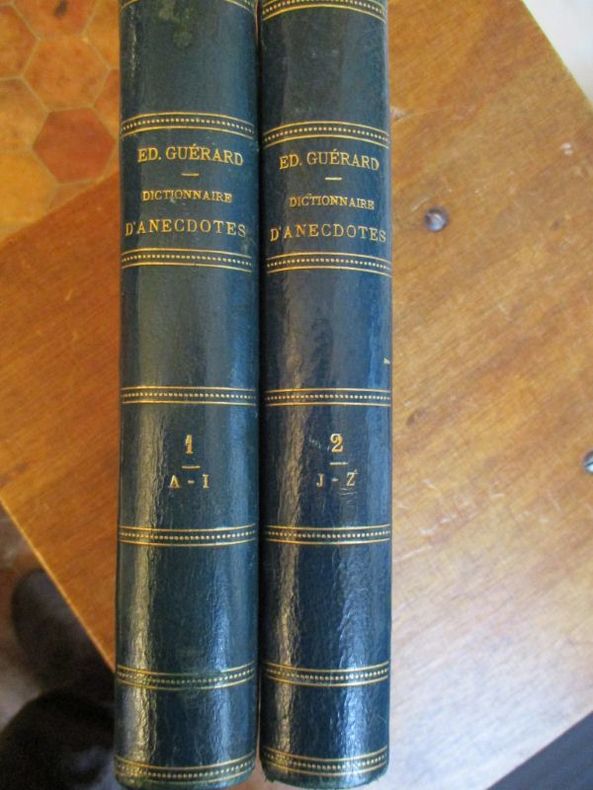 ED. GUÉRARD
DICTIONNAIRE
D'ANECDOTES
1
A - I
ED. GUÉRARD
DICTIONNAIRE
D'ANECDOTES
2
J - Z